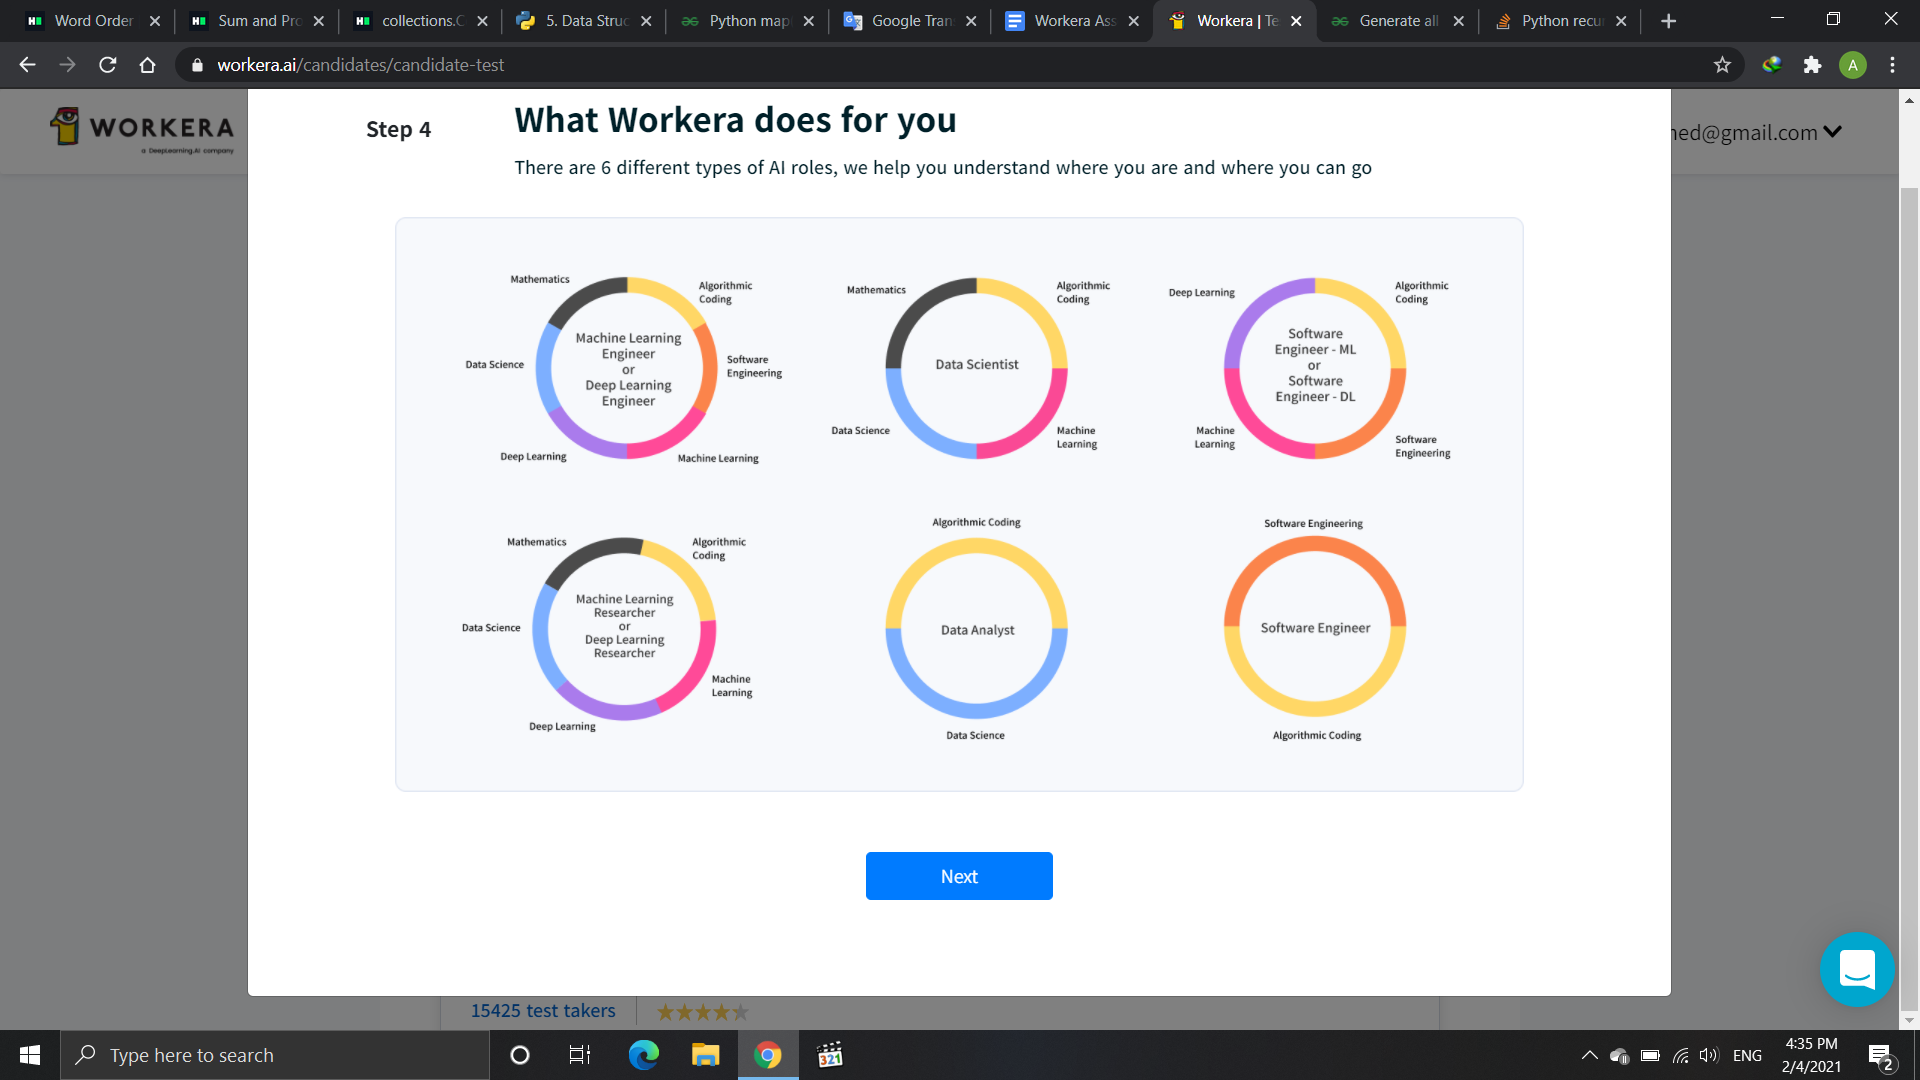 Word Order
Sum and Pro
collections.C
5. Data Struc
Python map
Google Tran
Workera Ass
Workera | Te
Generate all
Python recur
workera.ai/candidates/candidate-test
A
WORKERA
a DeepLearning.AI company
ned@gmail.com
Step 4
What Workera does for you
There are 6 different types of AI roles, we help you understand where you are and where you can go
Mathematics
Algorithmic
Coding
Data Science
Machine Learning
Engineer
or
Deep Learning
Engineer
Software
Engineering
Deep Learning
Machine Learning
Mathematics
Algorithmic
Coding
Data Scientist
Data Science
Machine
Learning
Deep Learning
Algorithmic
Coding
Software
Engineer - ML
or
Software
Engineer - DL
Machine
Learning
Software
Engineering
Mathematics
Algorithmic
Coding
Data Science
Machine Learning
Researcher
or
Deep Learning
Researcher
Machine
Learning
Deep Learning
Algorithmic Coding
Data Analyst
Data Science
Software Engineering
Software Engineer
Algorithmic Coding
Next
15425 test takers
Type here to search
321
ENG
4:35 PM
2/4/2021
2